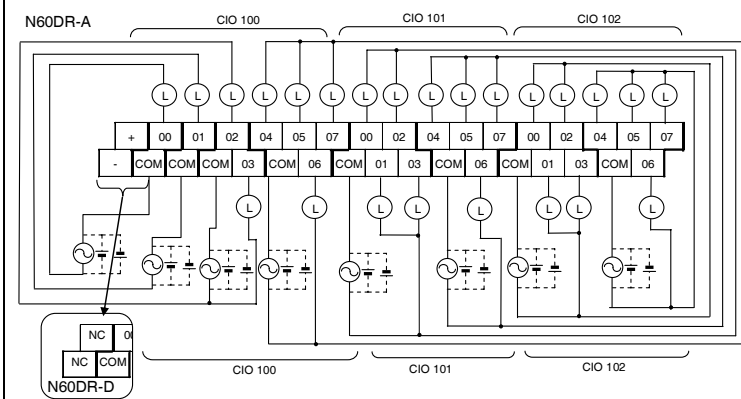 N60DR-A
CIO 100 CIO 101 CIO 102
L L L L L L L L L L L L L L L L
+ 00 01 02 04 05 07 00 02 04 05 07 00 02 04 05 07
- COM COM COM 03 COM 06 COM 01 03 COM 06 COM 01 03 COM 06
L L L L L L L L
NC 00
NC COM
N60DR-D
CIO 100 CIO 101 CIO 102